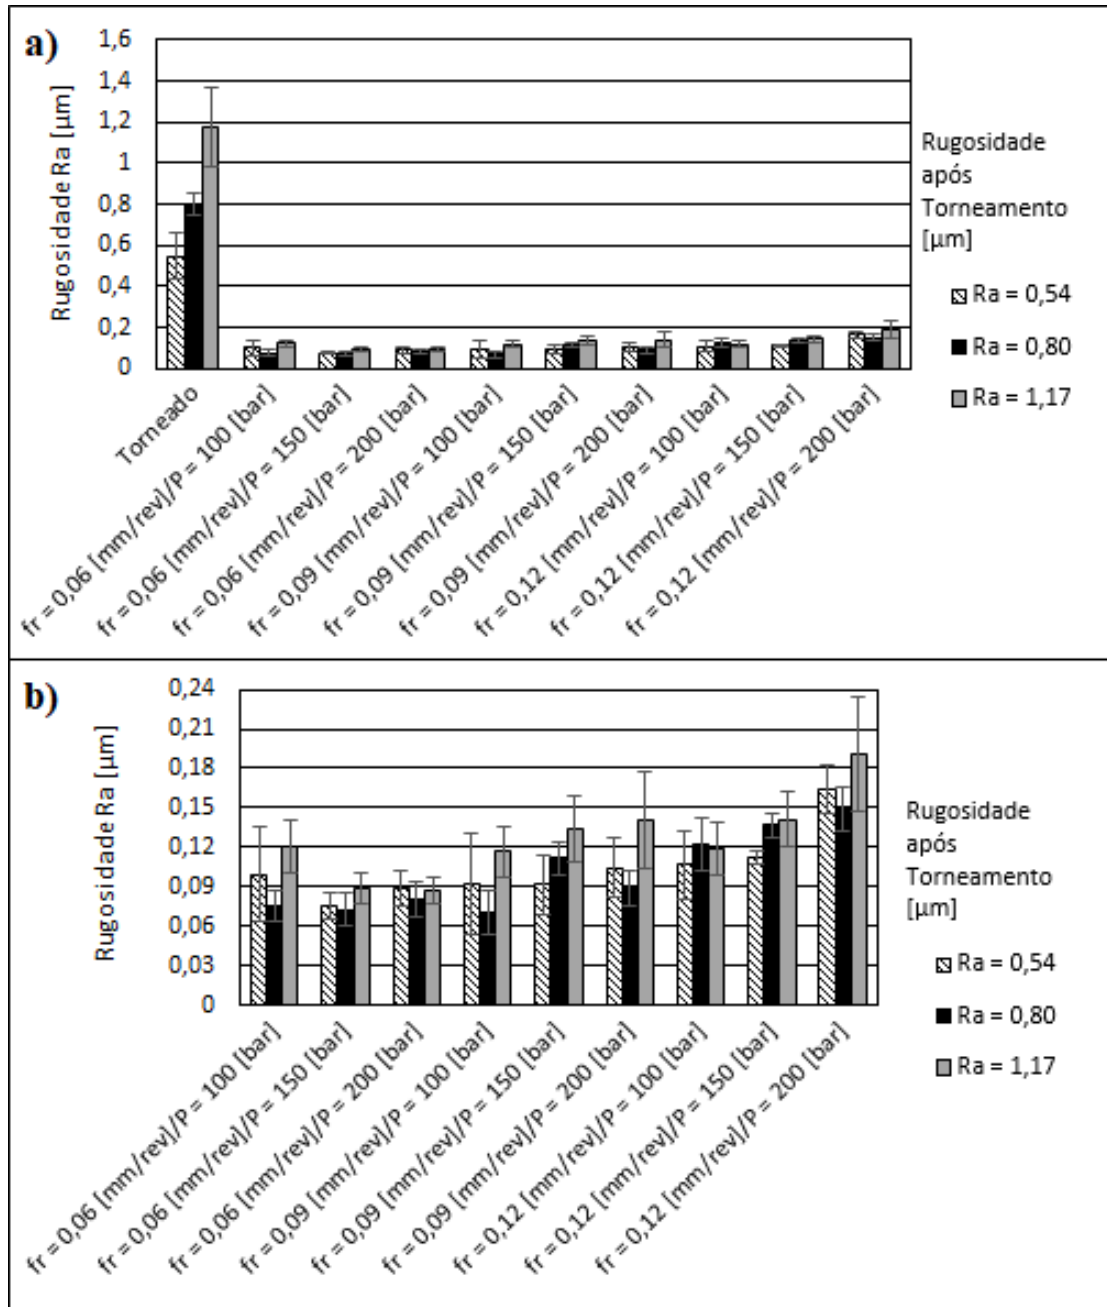 a)
Rugosidade Ra [µm]
1,6
1,4
1,2
1
0,8
0,6
0,4
0,2
0
Torneado
fr = 0,06 [mm/rev]/P = 100 [bar]
fr = 0,06 [mm/rev]/P = 150 [bar]
fr = 0,06 [mm/rev]/P = 200 [bar]
fr = 0,09 [mm/rev]/P = 100 [bar]
fr = 0,09 [mm/rev]/P = 150 [bar]
fr = 0,09 [mm/rev]/P = 200 [bar]
fr = 0,12 [mm/rev]/P = 100 [bar]
fr = 0,12 [mm/rev]/P = 150 [bar]
fr = 0,12 [mm/rev]/P = 200 [bar]
Rugosidade
após
Torneamento
[µm]
Ra = 0,54
Ra = 0,80
Ra = 1,17
b)
Rugosidade Ra [µm]
0,24
0,21
0,18
0,15
0,12
0,09
0,06
0,03
0
fr = 0,06 [mm/rev]/P = 100 [bar]
fr = 0,06 [mm/rev]/P = 150 [bar]
fr = 0,06 [mm/rev]/P = 200 [bar]
fr = 0,09 [mm/rev]/P = 100 [bar]
fr = 0,09 [mm/rev]/P = 150 [bar]
fr = 0,09 [mm/rev]/P = 200 [bar]
fr = 0,12 [mm/rev]/P = 100 [bar]
fr = 0,12 [mm/rev]/P = 150 [bar]
fr = 0,12 [mm/rev]/P = 200 [bar]
Rugosidade
após
Torneamento
[µm]
Ra = 0,54
Ra = 0,80
Ra = 1,17